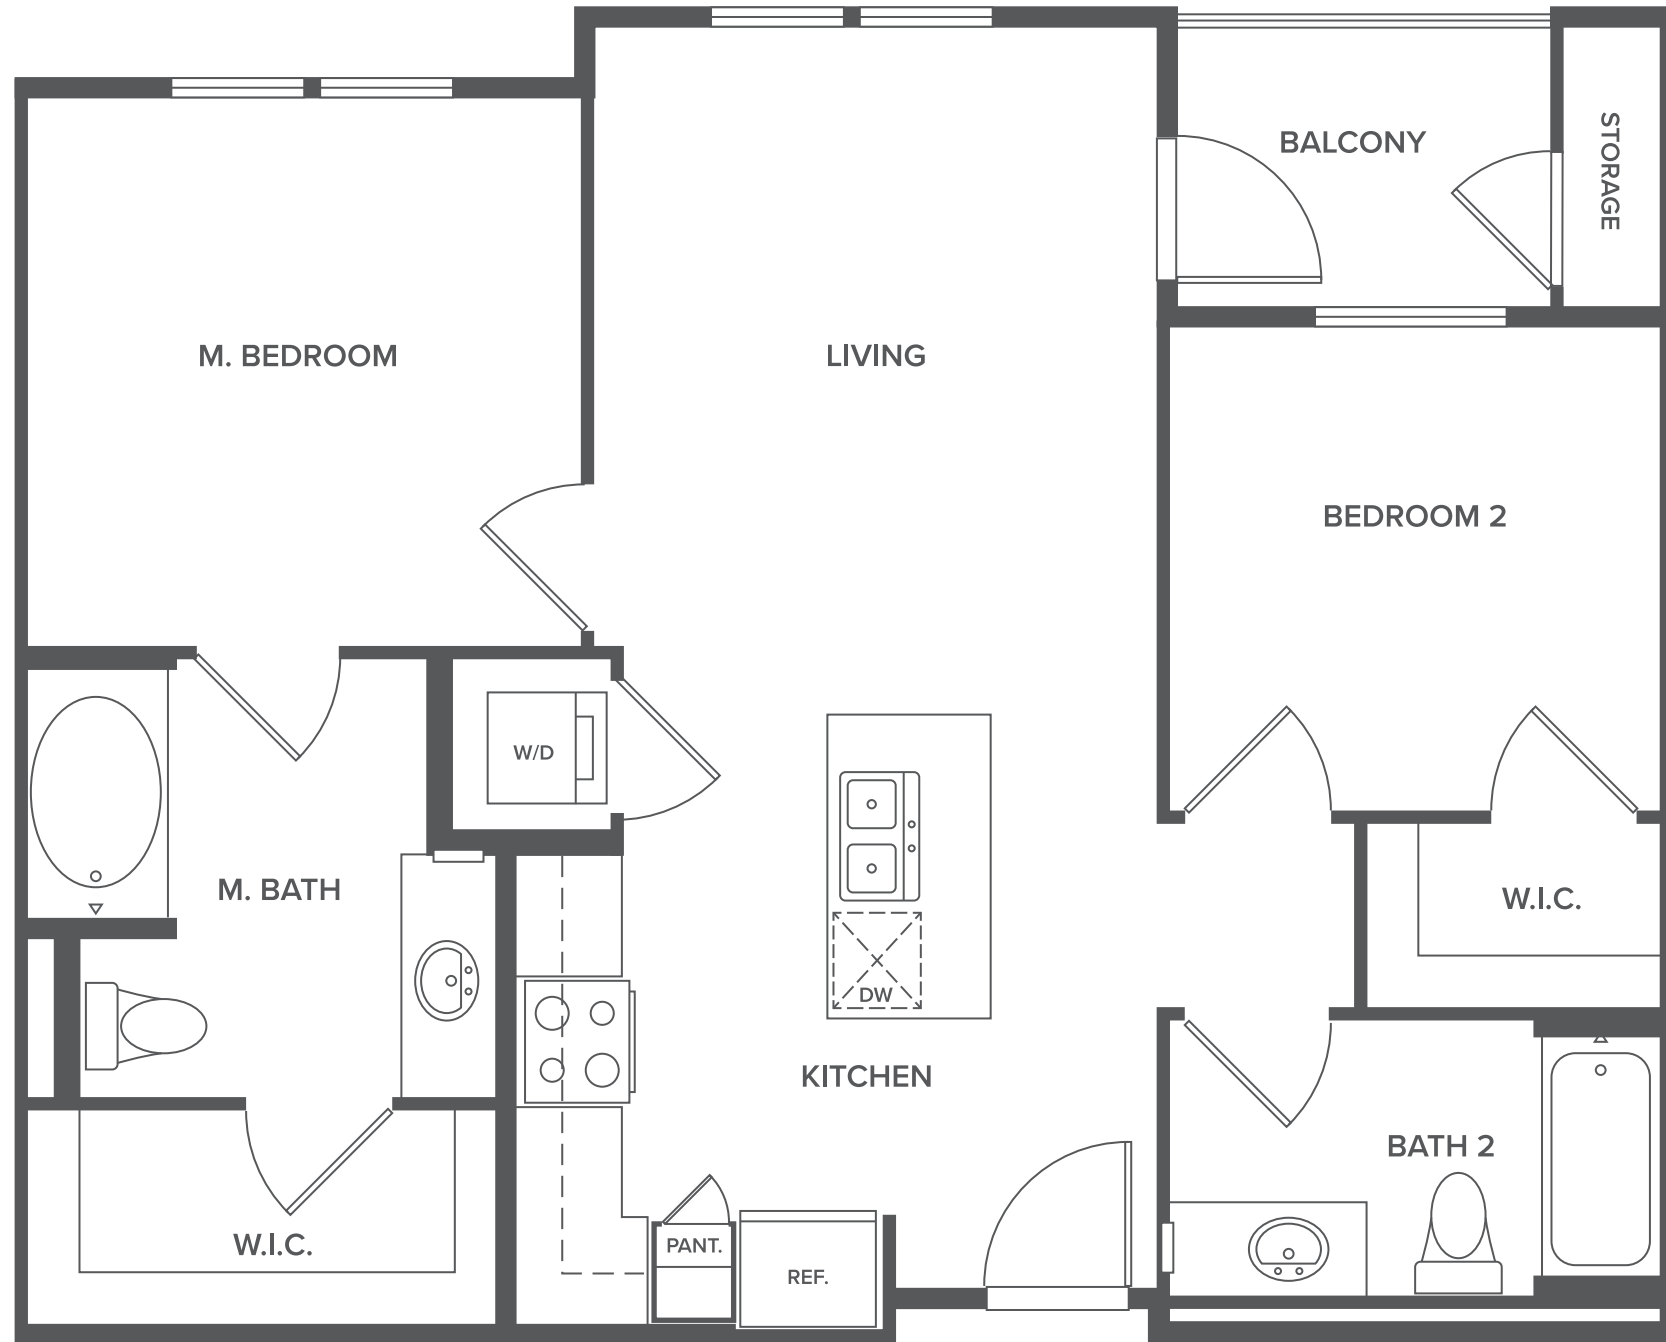 BALCONY
STORAGE
M. BEDROOM
LIVING
BEDROOM 2
W/D
M. BATH
W.I.C.
DW
KITCHEN
BATH 2
W.I.C.
PANT.
REF.